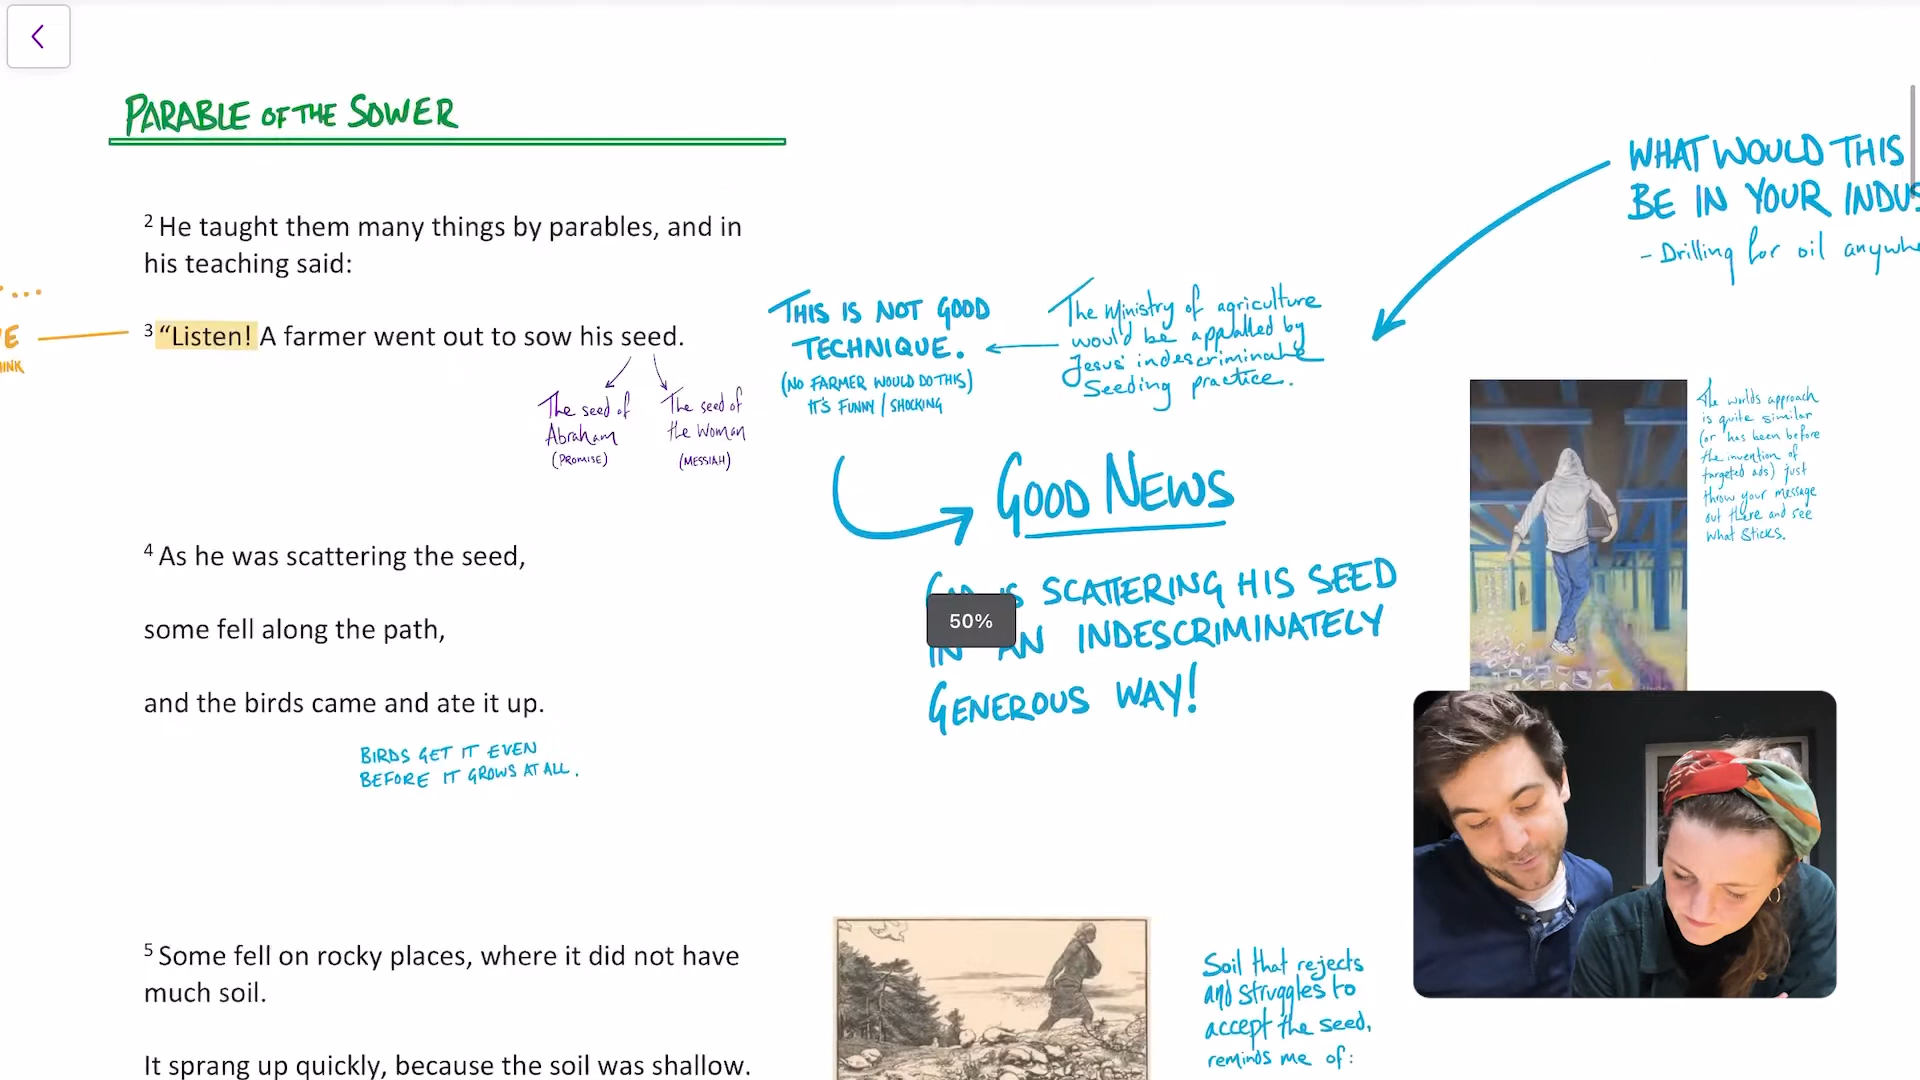 PARABLE OF THE SOWER
2 He taught them many things by parables, and in
his teaching said:
3 “Listen! A farmer went out to sow his seed.
The seed of
Abraham
(PROMISE)
The seed of
the Woman
(MESSIAH)
THIS IS NOT GOOD
TECHNIQUE.
(NO FARMER WOULD DO THIS)
IT'S FUNNY / SHOCKING
The Ministry of agriculture
would be appalled by
Jesus' indescriminate
Seeding practice.
WHAT WOULD THIS
BE IN YOUR
- Drilling for oil
GOOD NEWS
IS SCATTERING HIS SEED
IN AN INDESCRIMINATELY
GENEROUS WAY!
50%
The worlds approach
is quite similar
(or has been before
the invention of
targeted ads) just
throw your message
out there and see
what sticks.
4 As he was scattering the seed,
some fell along the path,
and the birds came and ate it up.
BIRDS GET IT EVEN
BEFORE IT GROWS AT ALL.
5 Some fell on rocky places, where it did not have
much soil.
It sprang up quickly, because the soil was shallow.
Soil that rejects
and struggles to
accept the seed,
reminds me of: